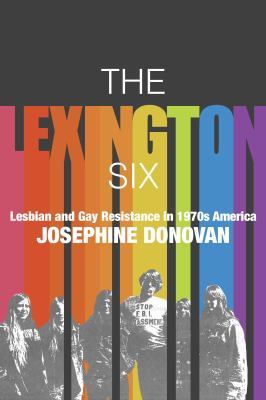 THE
LEXINGTON
SIX
Lesbian and Gay Resistance in 1970s America
JOSEPHINE DONOVAN
STOP
F.B.I.